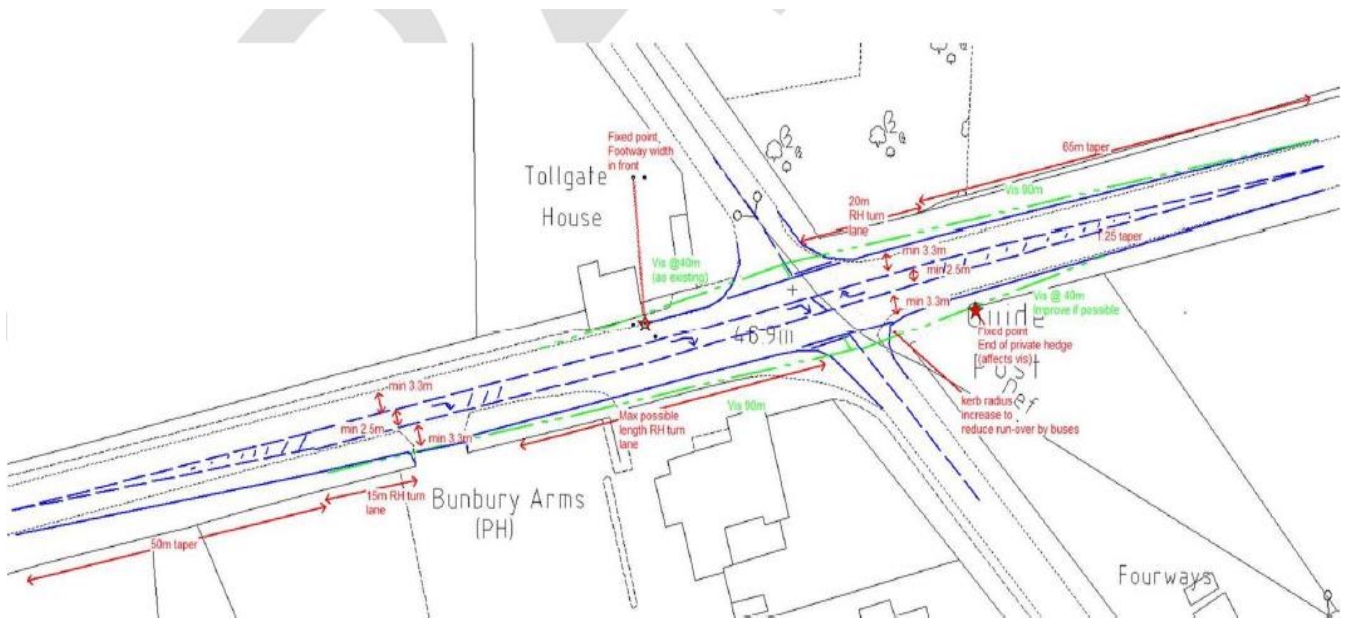 65m taper
Fixed point
Footway width
in front
Tollgate
House
Vis 90m
20m
RH turn
lane
1:25 taper
Vis @40m
(as existing)
min 3.3m
min 2.5m
min 3.3m
Vis @ 40m
Improve if possible
46.9m
Guide
Fixed point
End of private hedge
(affects vis)
Post
kerb radius
increase to
reduce run-over by buses
min 3.3m
min 2.5m
min 3.3m
Max possible
length RH turn
lane
Vis 90m
15m RH turn
lane
Bunbury Arms
(PH)
50m taper
Fourways